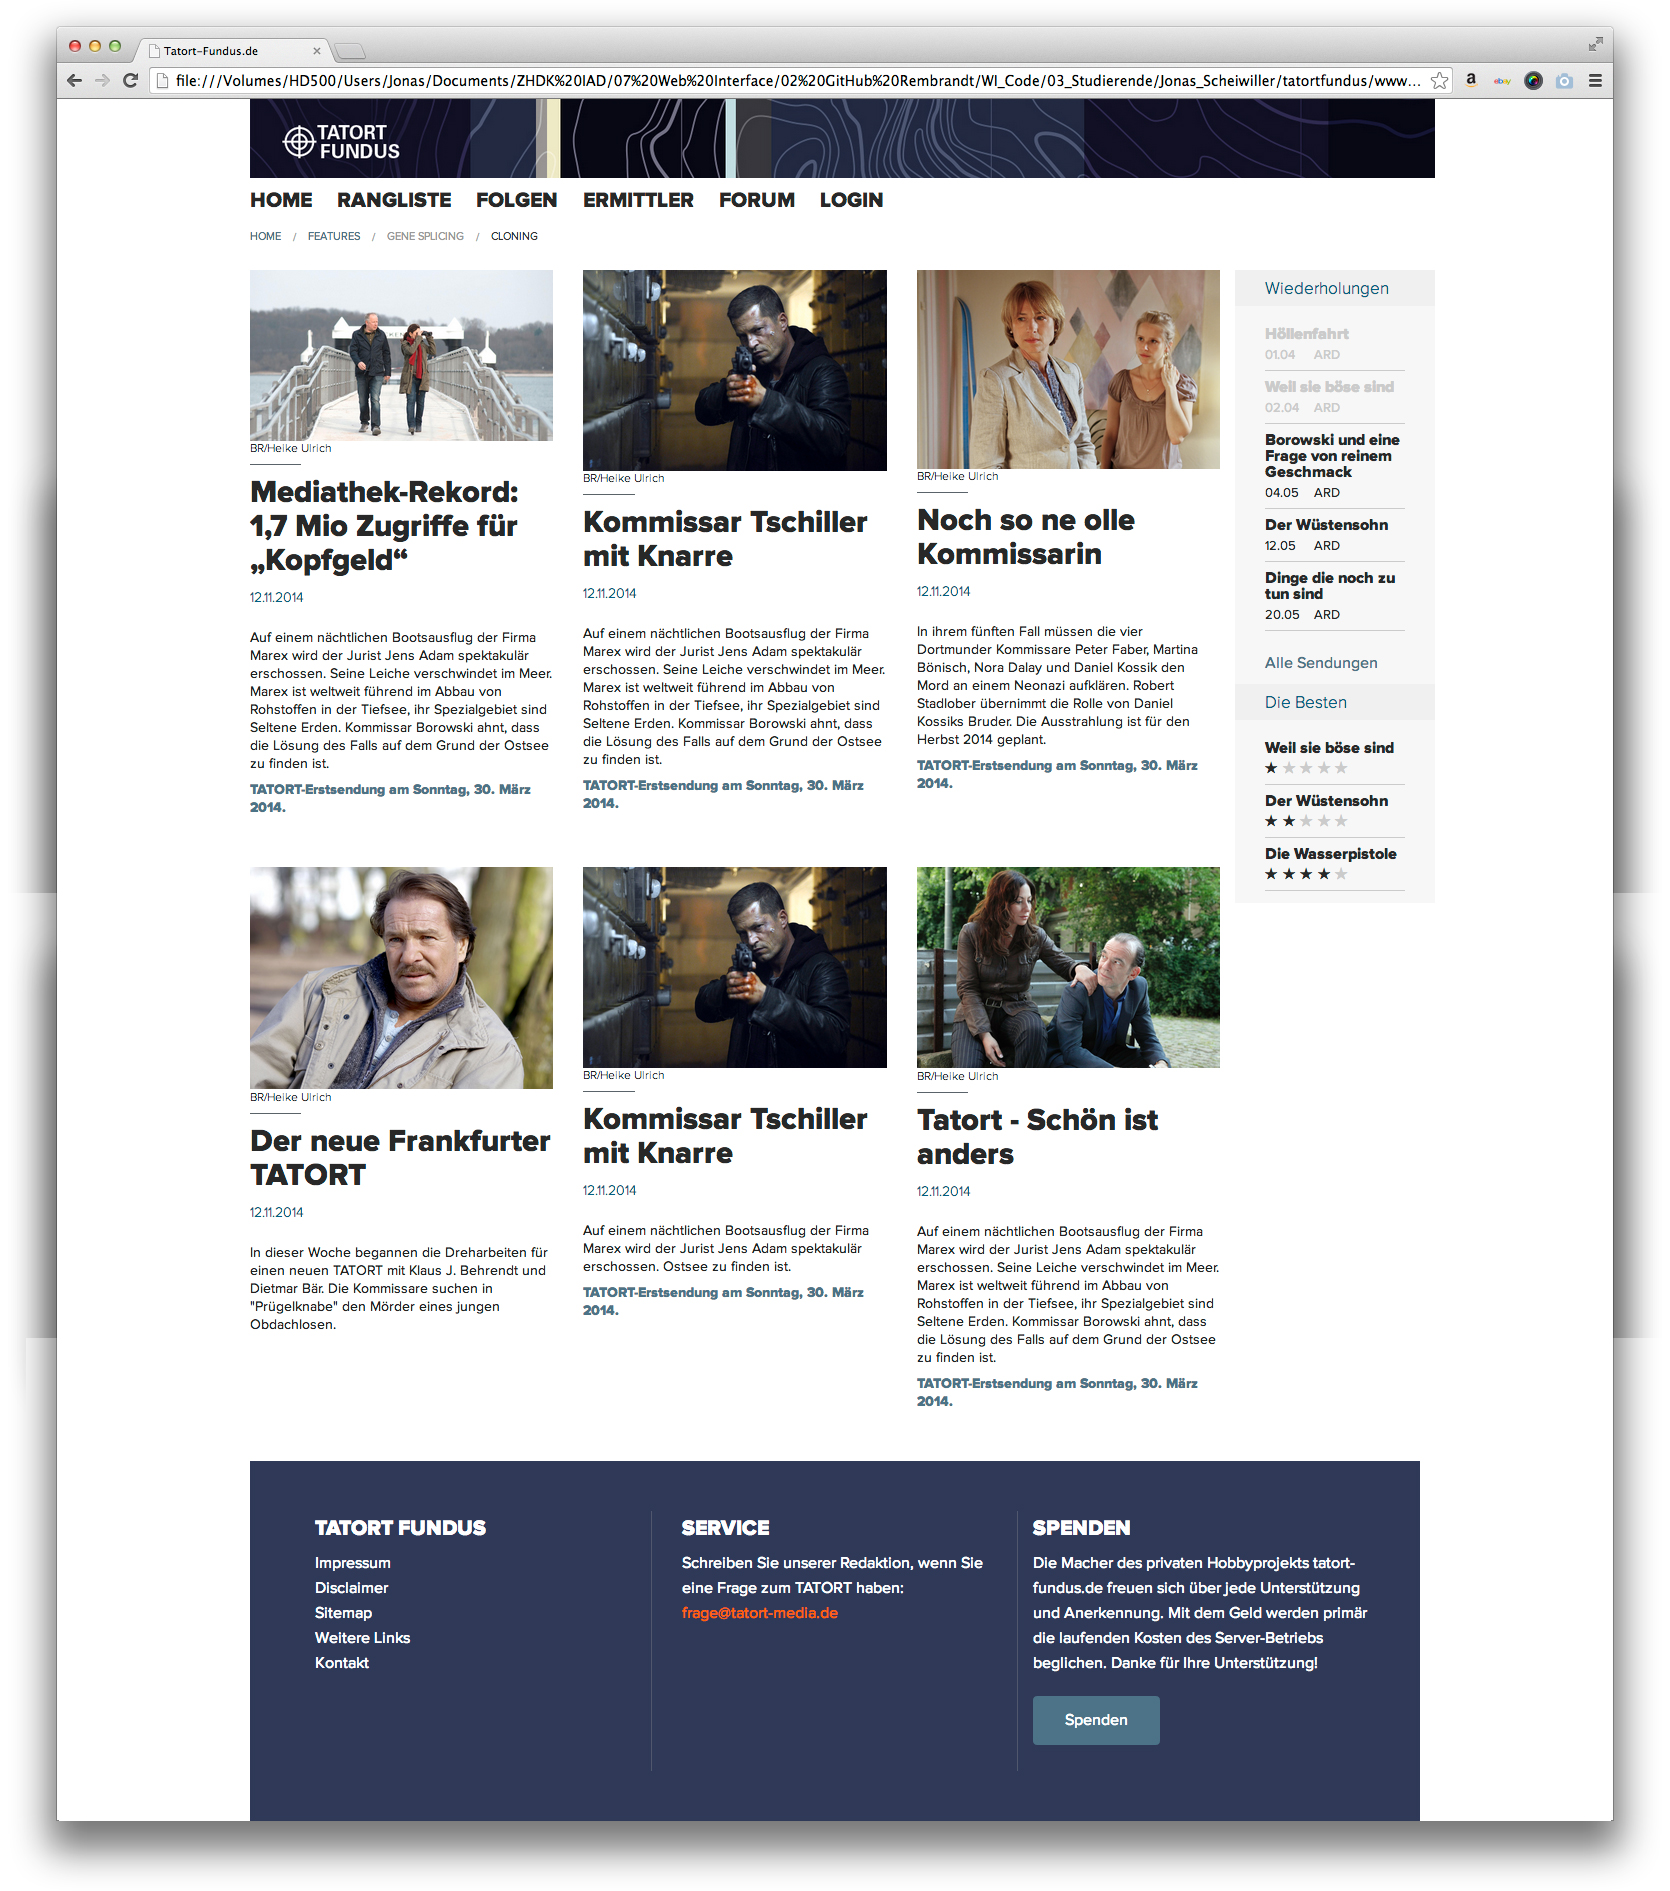 Tatort-Fundus.de
file:///Volumes/HD500/Users/Jonas/Documents/ZHDK%20IAD/07%20Web%20Interface/02%20GitHub%20Rembrandt/WI_Code/03_Studierende/Jonas_Scheiwiller/tatortfundus/www...
TATORT
FUNDUS
HOME RANGLISTE FOLGEN ERMITTLER FORUM LOGIN
HOME / FEATURES / GENE SPLICING / CLONING
BR/Heike Ulrich
Mediathek-Rekord:
1,7 Mio Zugriffe für
„Kopfgeld“
12.11.2014
Auf einem nächtlichen Bootsausflug der Firma
Marex wird der Jurist Jens Adam spektakulär
erschossen. Seine Leiche verschwindet im Meer.
Marex ist weltweit führend im Abbau von
Rohstoffen in der Tiefsee, ihr Spezialgebiet sind
Seltene Erden. Kommissar Borowski ahnt, dass
die Lösung des Falls auf dem Grund der Ostsee
zu finden ist.
TATORT-Erstsendung am Sonntag, 30. März
2014.
BR/Heike Ulrich
Kommissar Tschiller
mit Knarre
12.11.2014
Auf einem nächtlichen Bootsausflug der Firma
Marex wird der Jurist Jens Adam spektakulär
erschossen. Seine Leiche verschwindet im Meer.
Marex ist weltweit führend im Abbau von
Rohstoffen in der Tiefsee, ihr Spezialgebiet sind
Seltene Erden. Kommissar Borowski ahnt, dass
die Lösung des Falls auf dem Grund der Ostsee
zu finden ist.
TATORT-Erstsendung am Sonntag, 30. März
2014.
BR/Heike Ulrich
Noch so ne olle
Kommissarin
12.11.2014
In ihrem fünften Fall müssen die vier
Dortmunder Kommissare Peter Faber, Martina
Bönisch, Nora Dalay und Daniel Kossik den
Mord an einem Neonazi aufklären. Robert
Stadlober übernimmt die Rolle von Daniel
Kossiks Bruder. Die Ausstrahlung ist für den
Herbst 2014 geplant.
TATORT-Erstsendung am Sonntag, 30. März
2014.
Wiederholungen
Höllenfahrt
01.04 ARD
Weil sie böse sind
02.04 ARD
Borowski und eine
Frage von reinem
Geschmack
04.05 ARD
Der Wüstensohn
12.05 ARD
Dinge die noch zu
tun sind
20.05 ARD
Alle Sendungen
Die Besten
Weil sie böse sind
★★★★★
Der Wüstensohn
★★★★★
Die Wasserpistole
★★★★★
BR/Heike Ulrich
Der neue Frankfurter
TATORT
12.11.2014
In dieser Woche begannen die Dreharbeiten für
einen neuen TATORT mit Klaus J. Behrendt und
Dietmar Bär. Die Kommissare suchen in
"Prügelknabe" den Mörder eines jungen
Obdachlosen.
BR/Heike Ulrich
Kommissar Tschiller
mit Knarre
12.11.2014
Auf einem nächtlichen Bootsausflug der Firma
Marex wird der Jurist Jens Adam spektakulär
erschossen. Ostsee zu finden ist.
TATORT-Erstsendung am Sonntag, 30. März
2014.
BR/Heike Ulrich
Tatort - Schön ist
anders
12.11.2014
Auf einem nächtlichen Bootsausflug der Firma
Marex wird der Jurist Jens Adam spektakulär
erschossen. Seine Leiche verschwindet im Meer.
Marex ist weltweit führend im Abbau von
Rohstoffen in der Tiefsee, ihr Spezialgebiet sind
Seltene Erden. Kommissar Borowski ahnt, dass
die Lösung des Falls auf dem Grund der Ostsee
zu finden ist.
TATORT-Erstsendung am Sonntag, 30. März
2014.
TATORT FUNDUS
Impressum
Disclaimer
Sitemap
Weitere Links
Kontakt
SERVICE
Schreiben Sie unserer Redaktion, wenn Sie
eine Frage zum TATORT haben:
frage@tatort-media.de
SPENDEN
Die Macher des privaten Hobbyprojekts tatort-
fundus.de freuen sich über jede Unterstützung
und Anerkennung. Mit dem Geld werden primär
die laufenden Kosten des Server-Betriebs
beglichen. Danke für Ihre Unterstützung!
Spenden